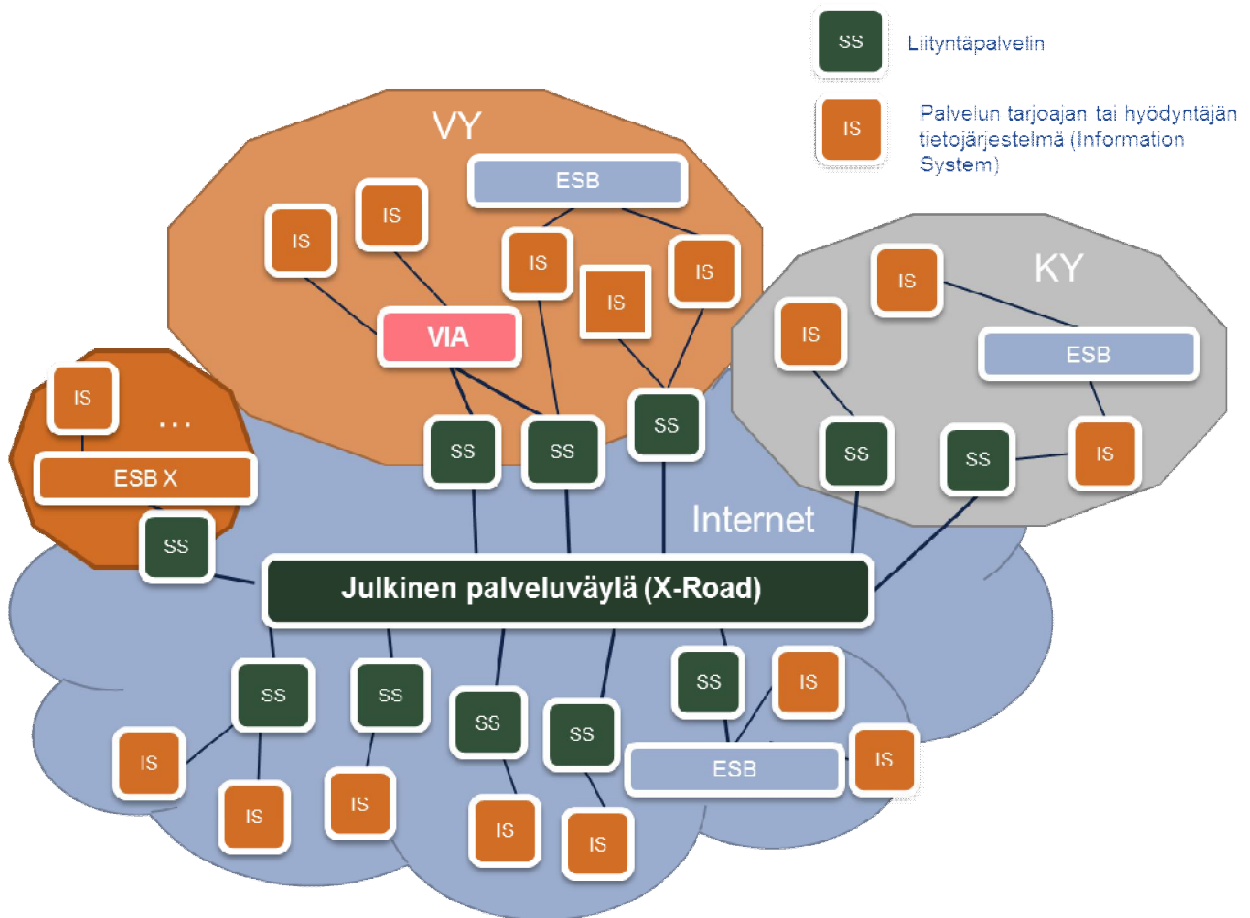 SS
Liityntäpalvelin
IS
Palvelun tarjoajan tai hyödyntäjän
tietojärjestelmä (Information
System)
VY
ESB
IS
IS
IS
IS
IS
VIA
SS
SS
SS
KY
IS
IS
ESB
SS
SS
IS
IS
...
ESB X
SS
Internet
Julkinen palveluväylä (X-Road)
SS
SS
SS
SS
SS
IS
ESB
IS
IS
IS
IS
IS
IS